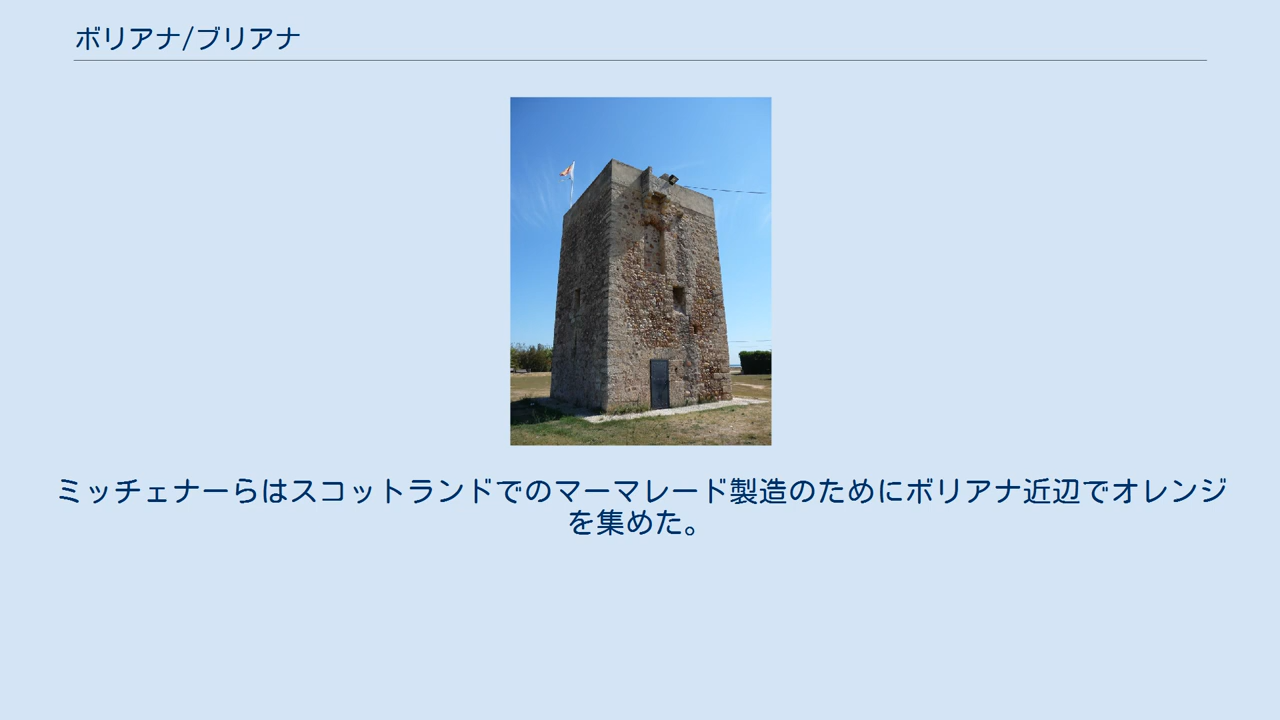 ボリアナ/ブリアナ
ミッチェナーらはスコットランドでのマーマレード製造のためにボリアナ近辺でオレンジ
を集めた。